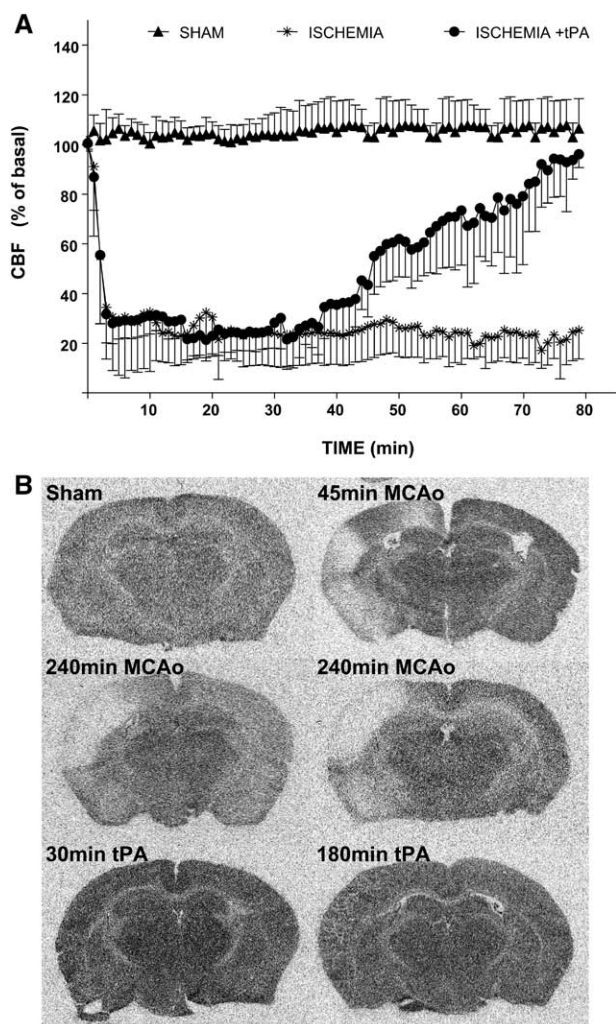 A
SHAM ISCHEMIA ISCHEMIA +tPA
140
120
100
80
60
40
20
CBF (% of basal)
10 20 30 40 50 60 70 80
TIME (min)
B
Sham 45min MCAo
240min MCAo 240min MCAo
30min tPA 180min tPA